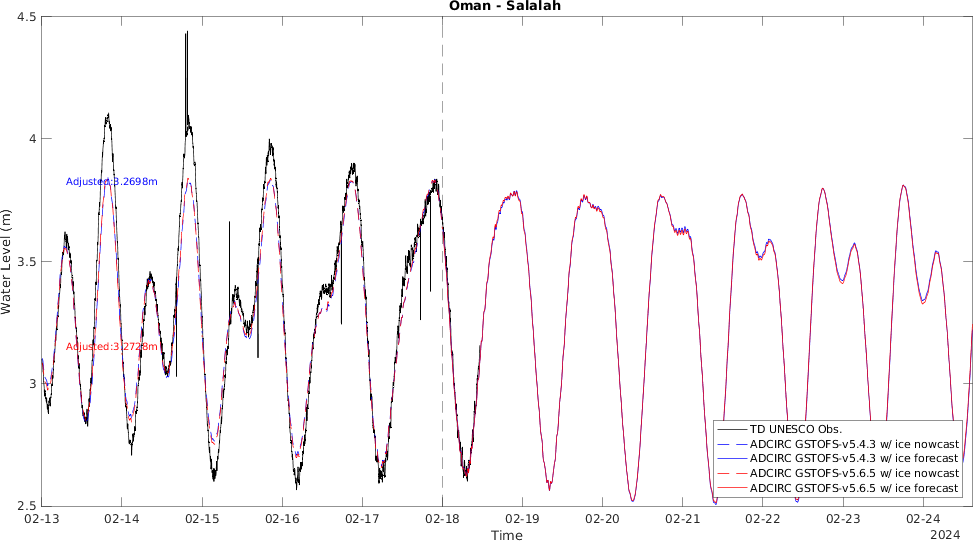 Oman - Salalah
4.5
4
3.5
3
2.5
Water Level (m)
Adjusted:3.2698m
Adjusted:3.2728m
TD UNESCO Obs.
ADCIRC GSTOFS-v5.4.3 w/ ice nowcast
ADCIRC GSTOFS-v5.4.3 w/ ice forecast
ADCIRC GSTOFS-v5.6.5 w/ ice nowcast
ADCIRC GSTOFS-v5.6.5 w/ ice forecast
02-13 02-14 02-15 02-16 02-17 02-18 02-19 02-20 02-21 02-22 02-23 02-24
Time
2024